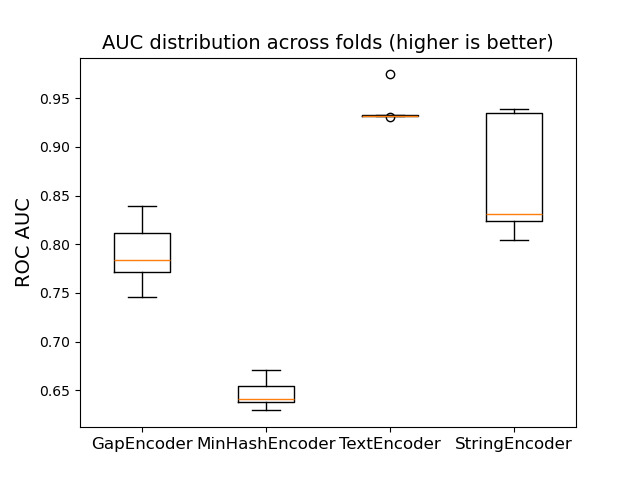 AUC distribution across folds (higher is better)
ROC AUC
0.95
0.90
0.85
0.80
0.75
0.70
0.65
GapEncoder MinHashEncoder TextEncoder StringEncoder